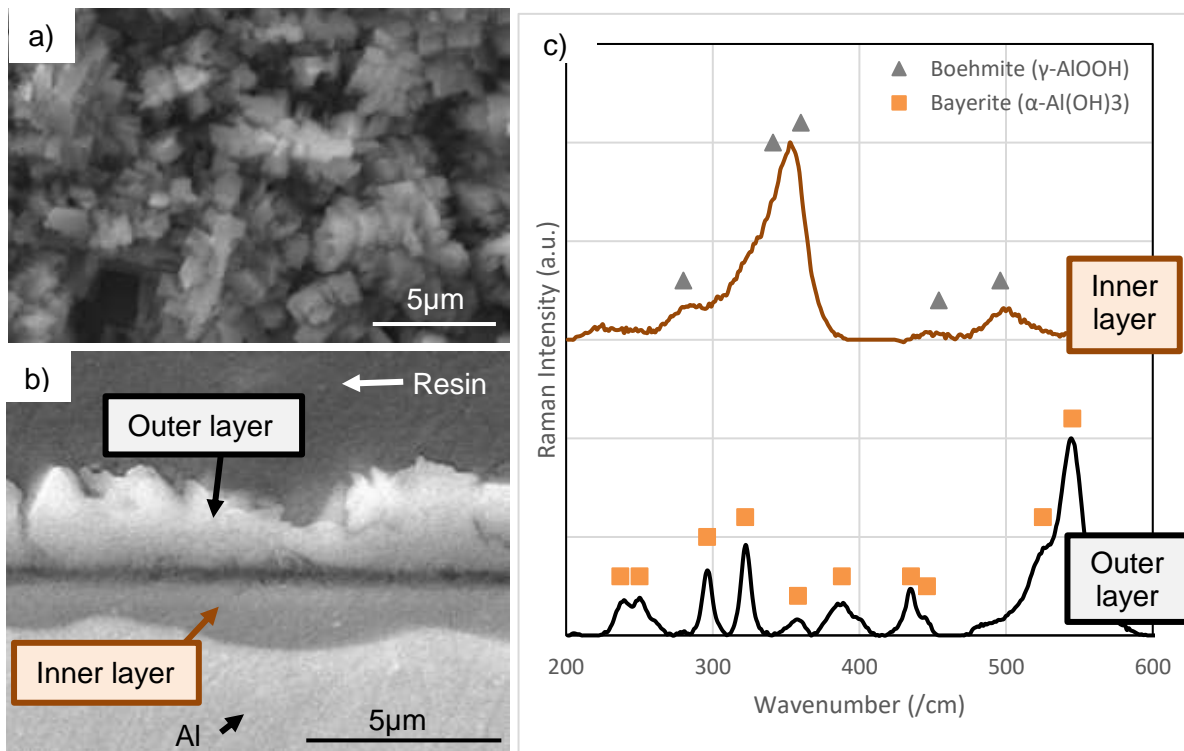 a)
5µm
b)
Resin
Outer layer
Inner layer
Al
5µm
c)
Boehmite (γ-AlOOH)
Bayerite (α-Al(OH)3)
Raman Intensity (a.u.)
Inner
layer
Outer
layer
200 300 400 500 600
Wavenumber (/cm)